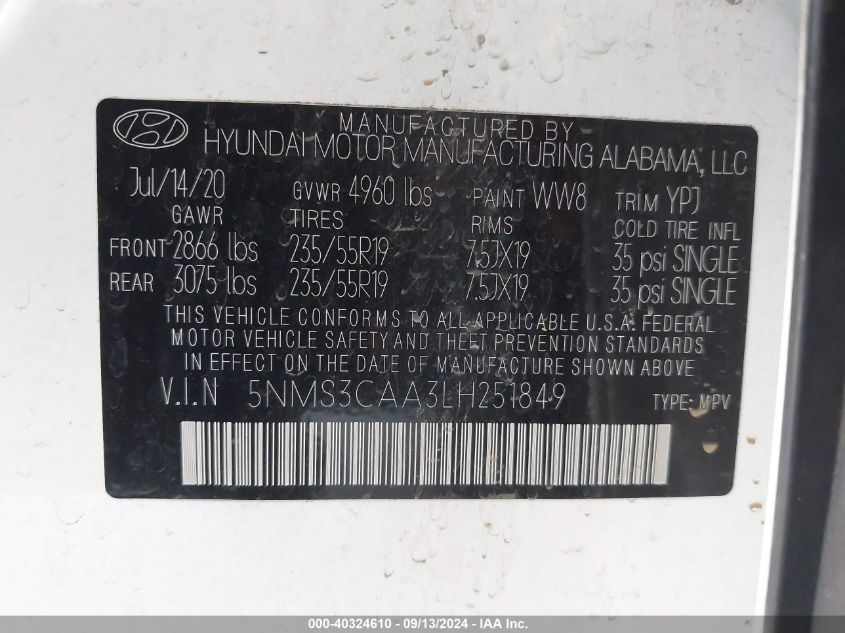 MANUFACTURED BY
HYUNDAI MOTOR MANUFACTURING ALABAMA, LLC
Jul/14/20 GVWR 4960 lbs PAINT WW8 TRIM YPJ
GAWR TIRES RIMS COLD TIRE INFL
FRONT 2866 lbs 235/55R19 7.5JX19 35 psi SINGLE
REAR 3075 lbs 235/55R19 7.5JX19 35 psi SINGLE
THIS VEHICLE CONFORMS TO ALL APPLICABLE U.S.A. FEDERAL
MOTOR VEHICLE SAFETY AND THEFT PREVENTION STANDARDS
IN EFFECT ON THE DATE OF MANUFACTURE SHOWN ABOVE
V.I.N 5NMS3CAA3LH251849 TYPE: MPV
000-40324610 - 09/13/2024 - IAA Inc.